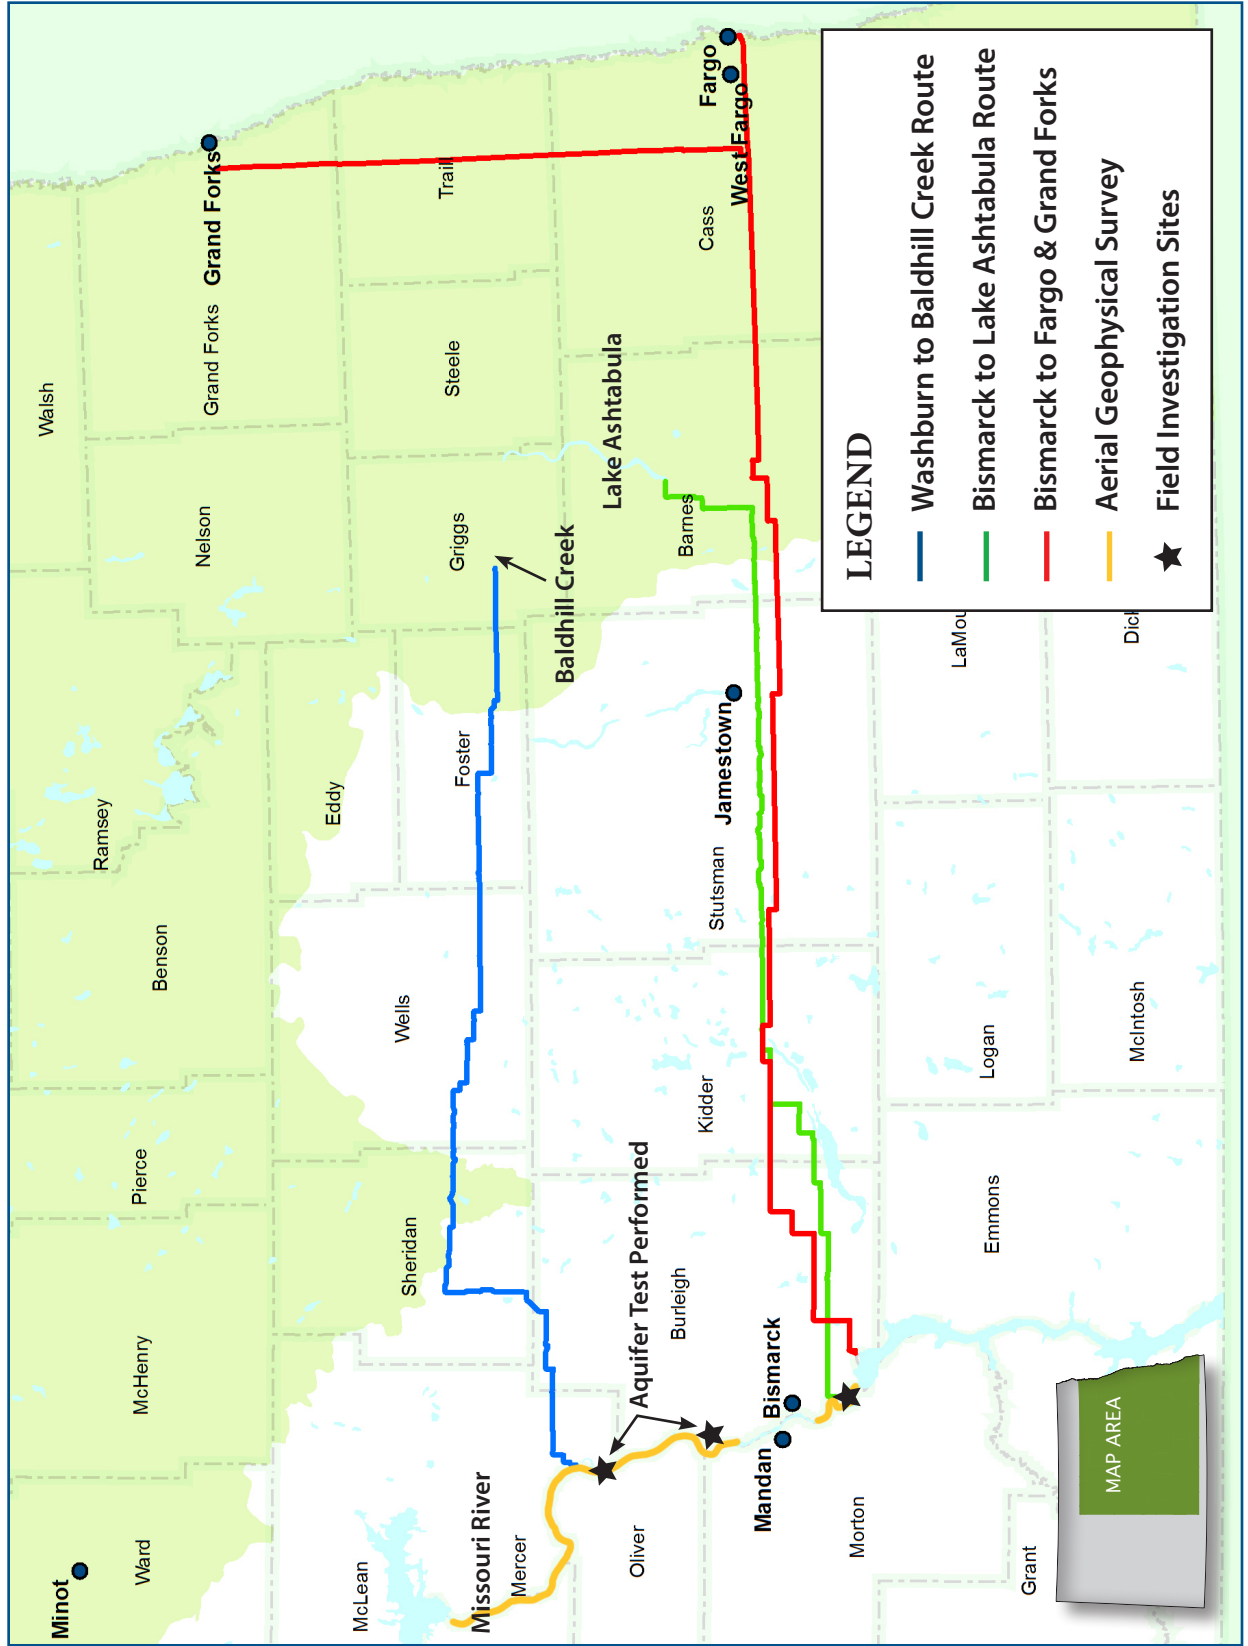 Walsh
Grand Forks
Grand Forks
Nelson
Ramsey
Benson
Pierce
McHenry
Ward
Minot
Traill
Steele
Griggs
Baldhill Creek
Eddy
Foster
Wells
Sheridan
McLean
Missouri River
Mercer
Oliver
Fargo
West Fargo
Cass
Lake Ashtabula
Barnes
Jamestown
Stutsman
Kidder
Aquifer Test Performed
Burleigh
Bismarck
Mandan
Morton
Grant
Emmons
Logan
McIntosh
LaMou
Dick
LEGEND
Washburn to Baldhill Creek Route
Bismarck to Lake Ashtabula Route
Bismarck to Fargo & Grand Forks
Aerial Geophysical Survey
Field Investigation Sites
MAP AREA